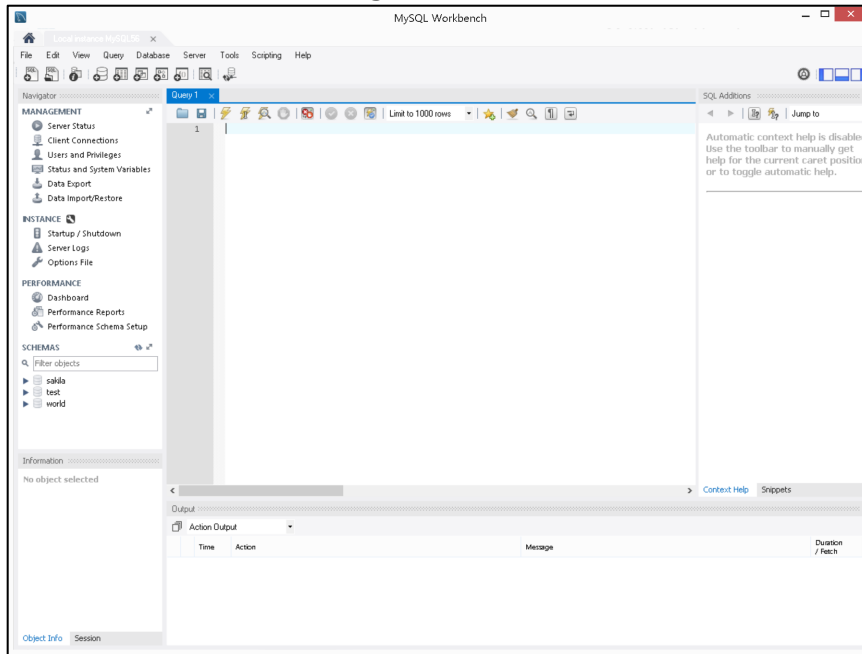 MySQL Workbench
Local instance MySQL56
File Edit View Query Database Server Tools Scripting Help
Navigator
MANAGEMENT
Server Status
Client Connections
Users and Privileges
Status and System Variables
Data Export
Data Import/Restore
INSTANCE
Startup / Shutdown
Server Logs
Options File
PERFORMANCE
Dashboard
Performance Reports
Performance Schema Setup
SCHEMAS
Filter objects
sakila
test
world
Information
No object selected
Object Info Session
Query 1
Limit to 1000 rows
1
Output
Action Output
Time Action Message Duration
/ Fetch
SQL Additions
Jump to
Automatic context help is disable
Use the toolbar to manually get
help for the current caret positio
or to toggle automatic help.
Context Help Snippets